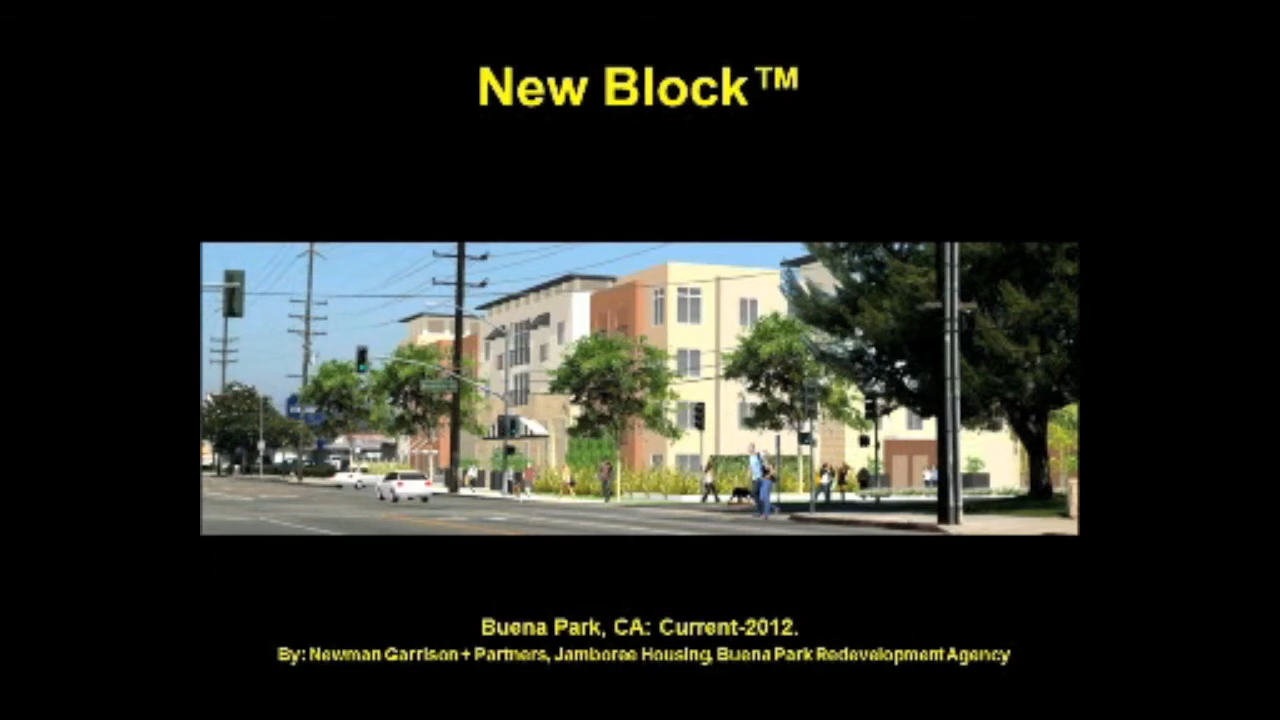 New Block™
Buena Park, CA: Current-2012.
By: Newman Garrison + Partners, Jamboree Housing, Buena Park Redevelopment Agency